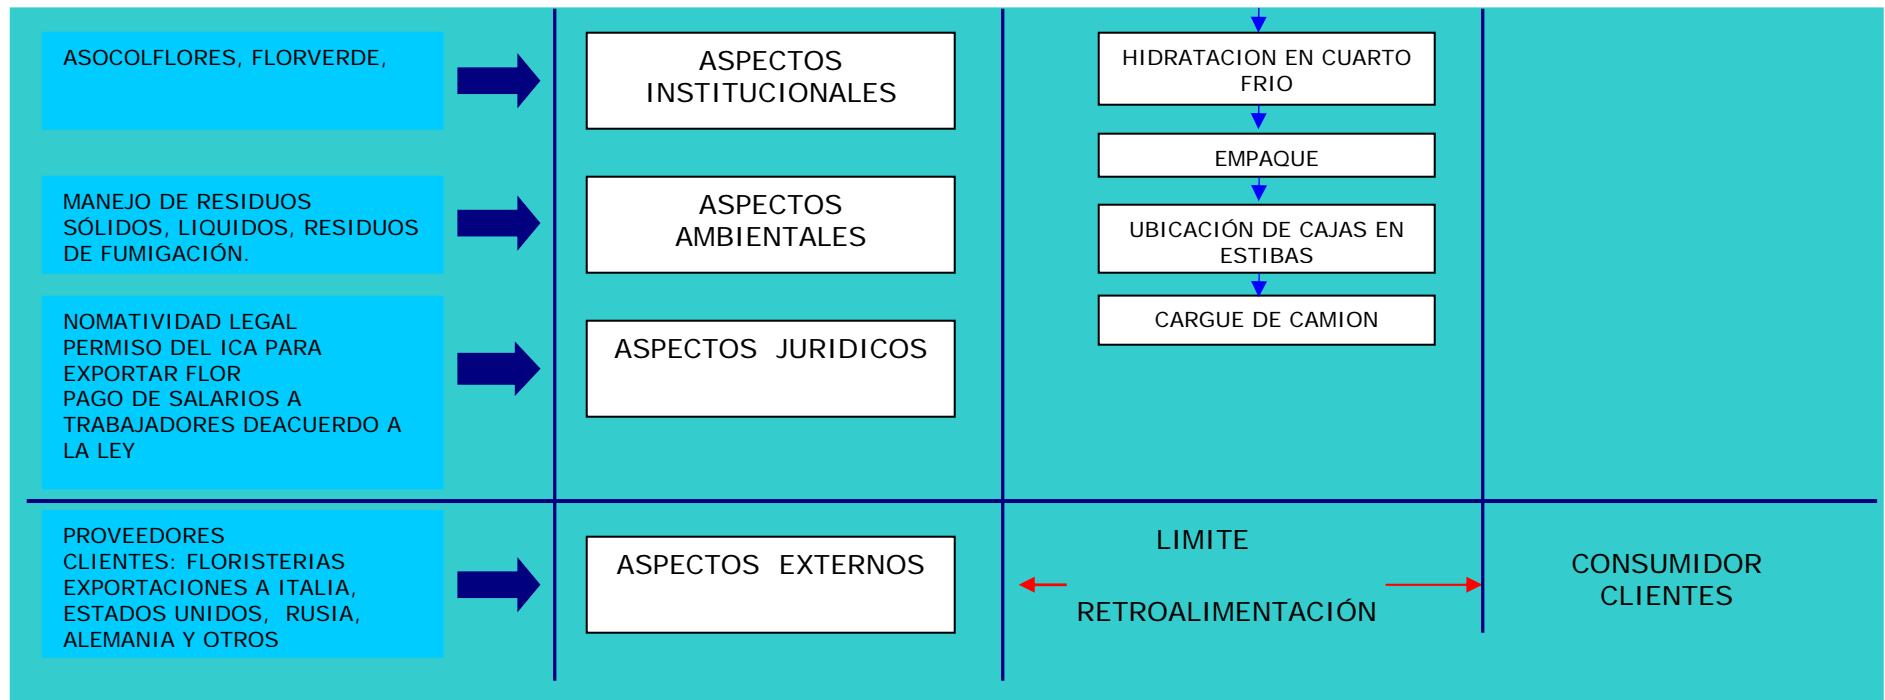 ASOCOLFLORES, FLORVERDE,
ASPECTOS
INSTITUCIONALES
HIDRATACION EN CUARTO
FRIO
EMPAQUE
MANEJO DE RESIDUOS
SÓLIDOS, LIQUIDOS, RESIDUOS
DE FUMIGACIÓN.
ASPECTOS
AMBIENTALES
UBICACIÓN DE CAJAS EN
ESTIBAS
CARGUE DE CAMION
NOMATIVIDAD LEGAL
PERMISO DEL ICA PARA
EXPORTAR FLOR
PAGO DE SALARIOS A
TRABAJADORES DEACUERDO A
LA LEY
ASPECTOS JURIDICOS
PROVEEDORES
CLIENTES: FLORISTERIAS
EXPORTACIONES A ITALIA,
ESTADOS UNIDOS, RUSIA,
ALEMANIA Y OTROS
ASPECTOS EXTERNOS
LIMITE
RETROALIMENTACIÓN
CONSUMIDOR
CLIENTES